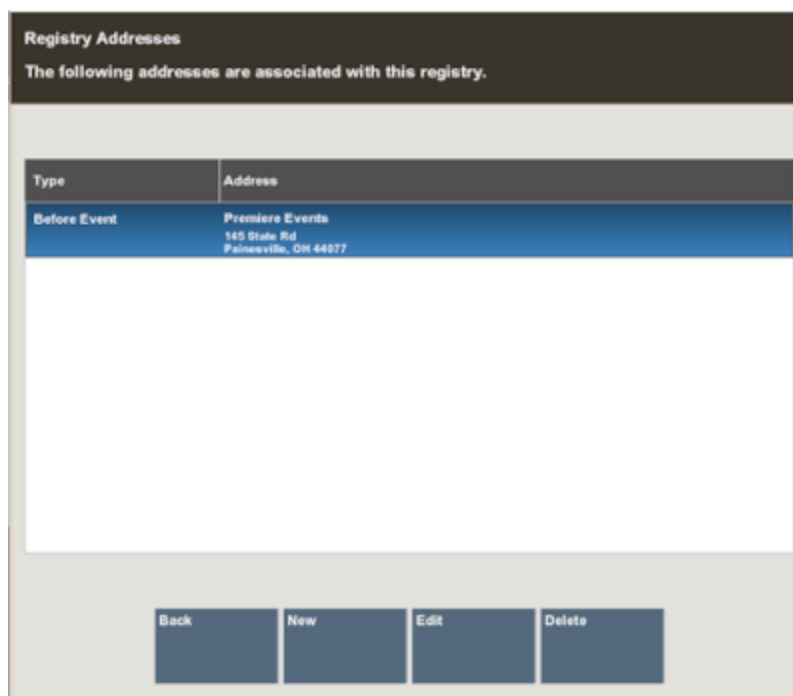 Registry Addresses
The following addresses are associated with this registry.
Type Address
Before Event Premiere Events
145 State Rd
Painesville, OH 44077
Back New Edit Delete